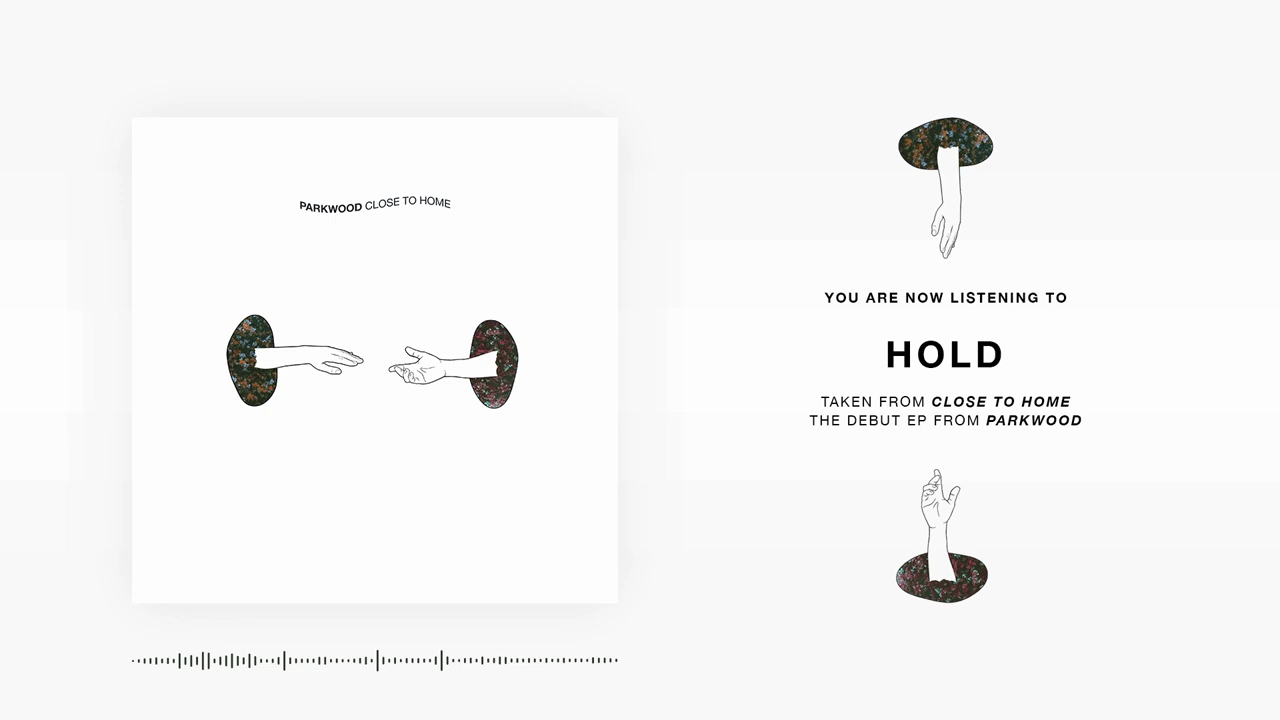 PARKWOOD CLOSE TO HOME
YOU ARE NOW LISTENING TO
HOLD
TAKEN FROM CLOSE TO HOME
THE DEBUT EP FROM PARKWOOD